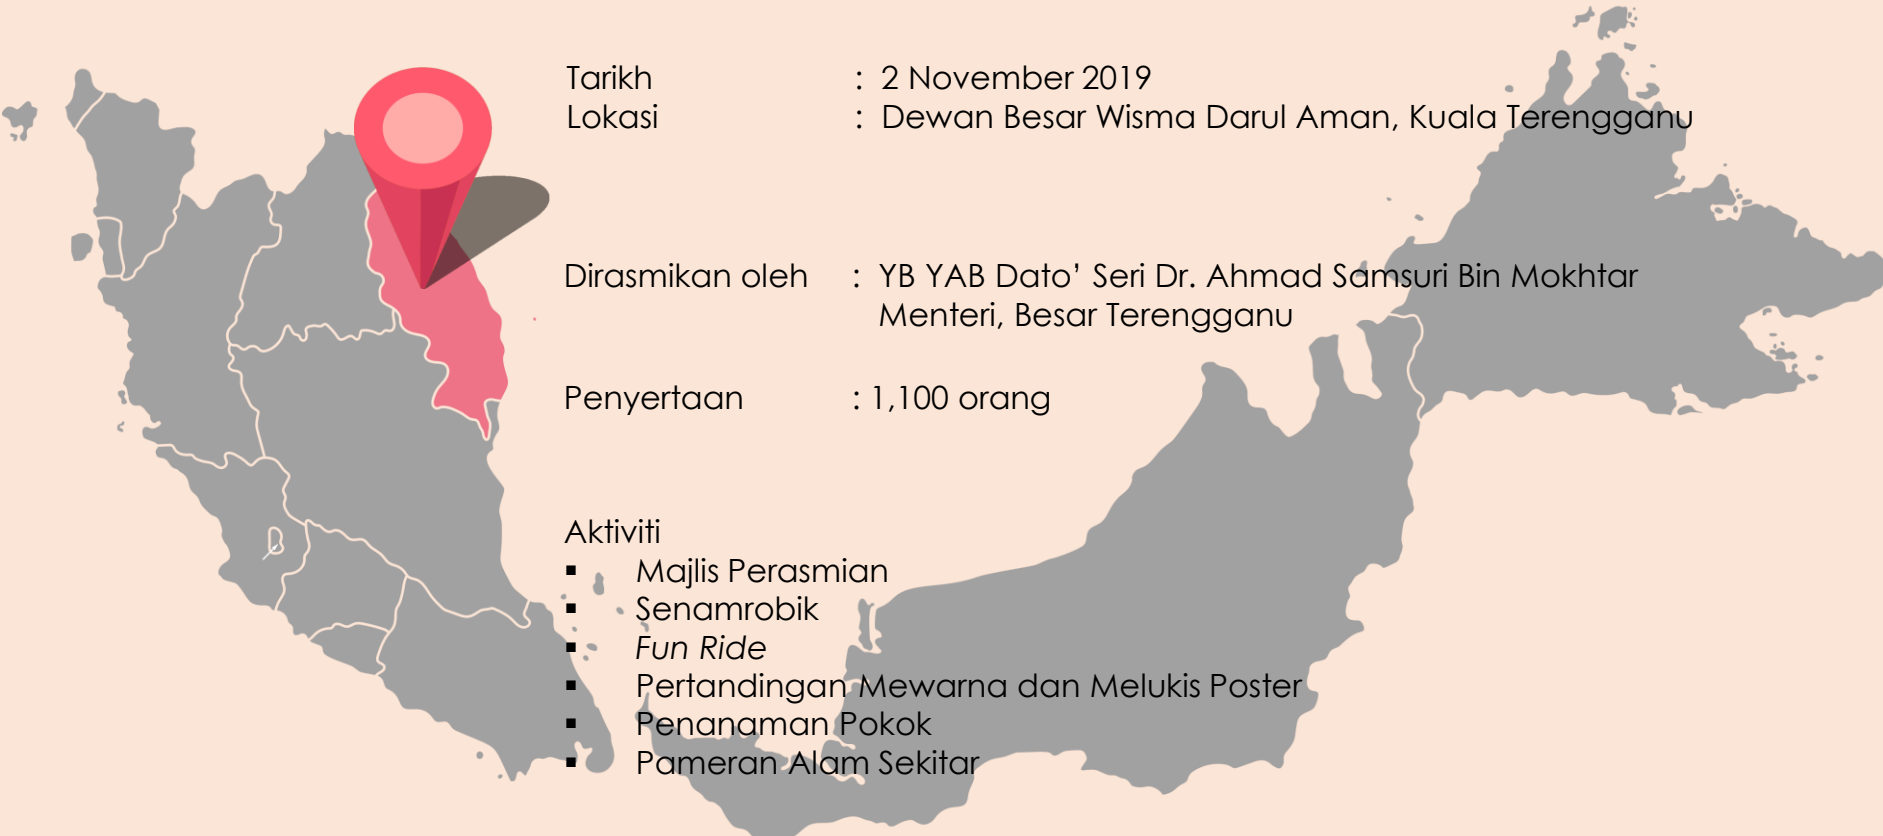 Tarikh : 2 November 2019
Lokasi : Dewan Besar Wisma Darul Aman, Kuala Terengganu
Dirasmikan oleh : YB YAB Dato’ Seri Dr. Ahmad Samsuri Bin Mokhtar
Menteri, Besar Terengganu
Penyertaan : 1,100 orang
Aktiviti
▪ Majlis Perasmian
▪ Senamrobik
▪ Fun Ride
▪ Pertandingan Mewarna dan Melukis Poster
▪ Penanaman Pokok
▪ Pameran Alam Sekitar